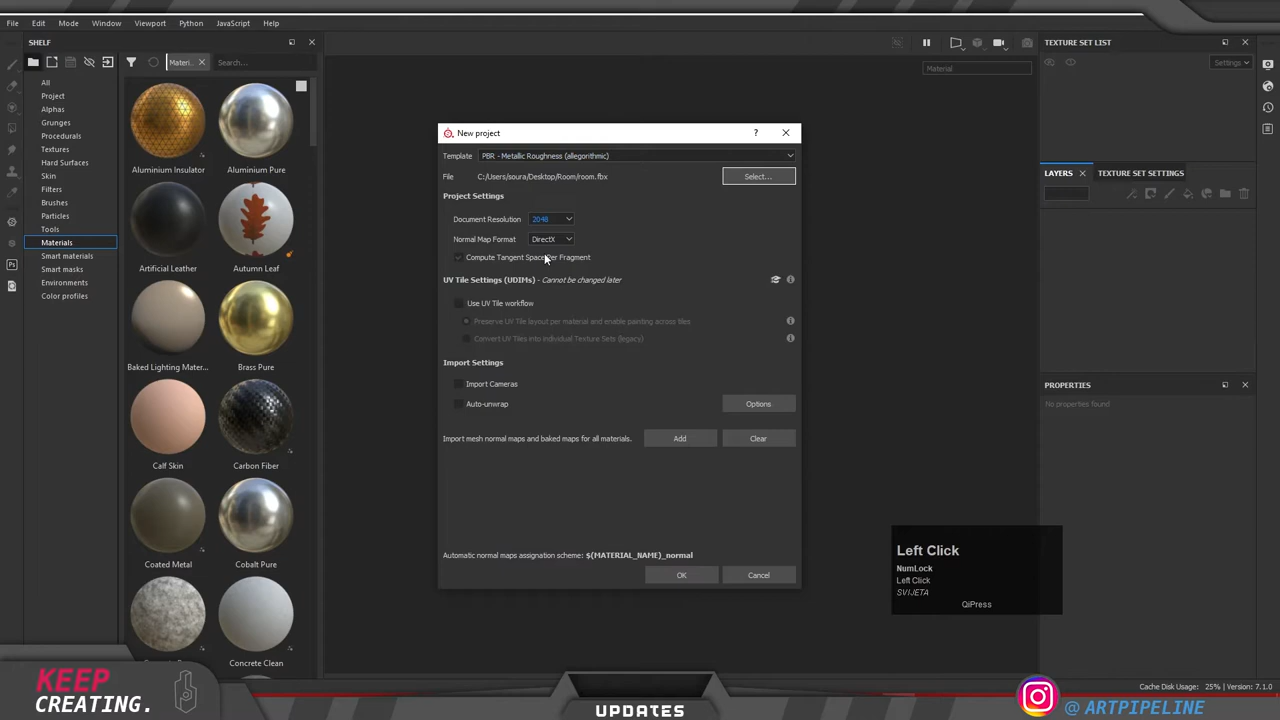 File Edit Mode Window Viewport Python JavaScript Help
SHELF
Materi... Search...
All
Project
Alphas
Grunges
Procedurals
Textures
Hard Surfaces
Skin
Filters
Brushes
Particles
Tools
Materials
Smart materials
Smart masks
Environments
Color profiles
Aluminium Insulator Aluminium Pure
Artificial Leather Autumn Leaf
Baked Lighting Mater... Brass Pure
Calf Skin Carbon Fiber
Coated Metal Cobalt Pure
Concrete Clean
New project
Template PBR - Metallic Roughness (allegorithmic)
File C:/Users/soura/Desktop/Room/room.fbx Select...
Project Settings
Document Resolution 2048
Normal Map Format DirectX
Compute Tangent Space Per Fragment
UV Tile Settings (UDIMs) - Cannot be changed later
Use UV Tile workflow
Preserve UV Tile layout per material and enable painting across tiles
Convert UV Tiles into individual Texture Sets (legacy)
Import Settings
Import Cameras
Auto-unwrap Options
Import mesh normal maps and baked maps for all materials. Add Clear
Automatic normal maps assignation scheme: $(MATERIAL_NAME)_normal
OK Cancel
Material
TEXTURE SET LIST
Settings
LAYERS TEXTURE SET SETTINGS
PROPERTIES
No properties found
Left Click
NumLock
Left Click
SVIJETA
QiPress
Cache Disk Usage: 25% | Version: 7.1.0
KEEP
CREATING.
UPDATES
@ ARTPIPELINE